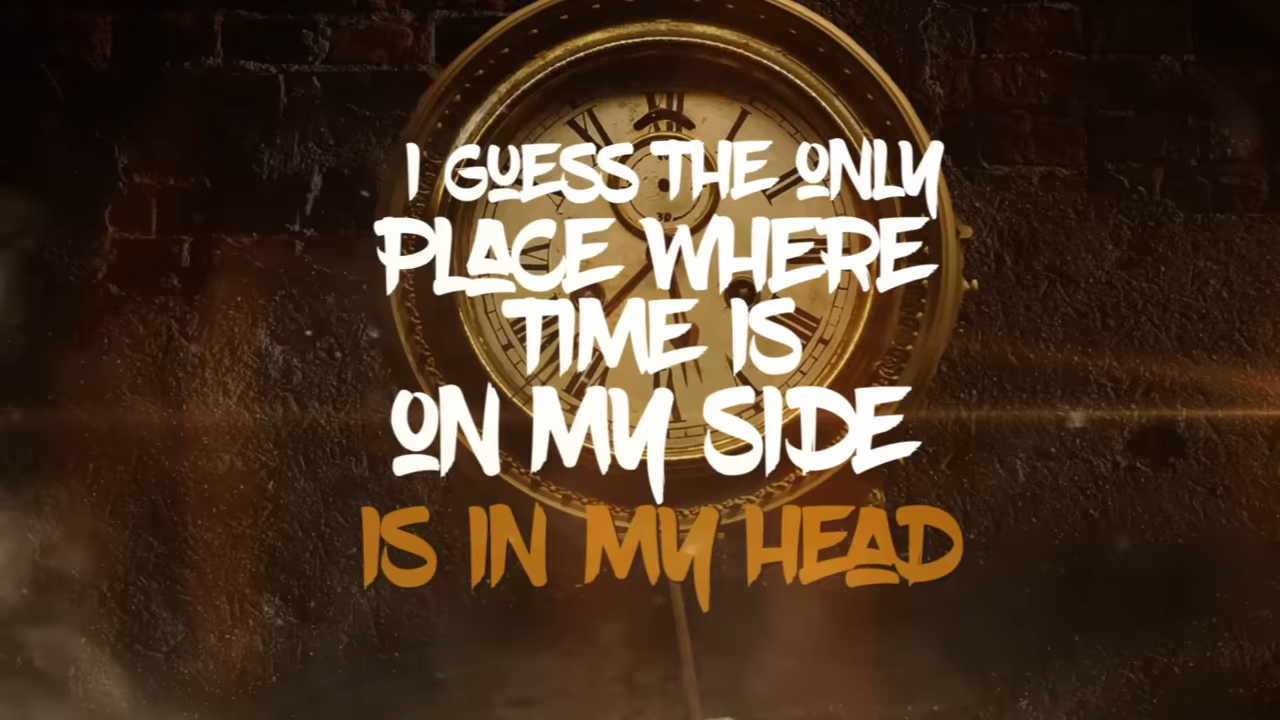 I GUESS THE ONLY
PLACE WHERE
TIME IS
ON MY SIDE
IS IN MY HEAD